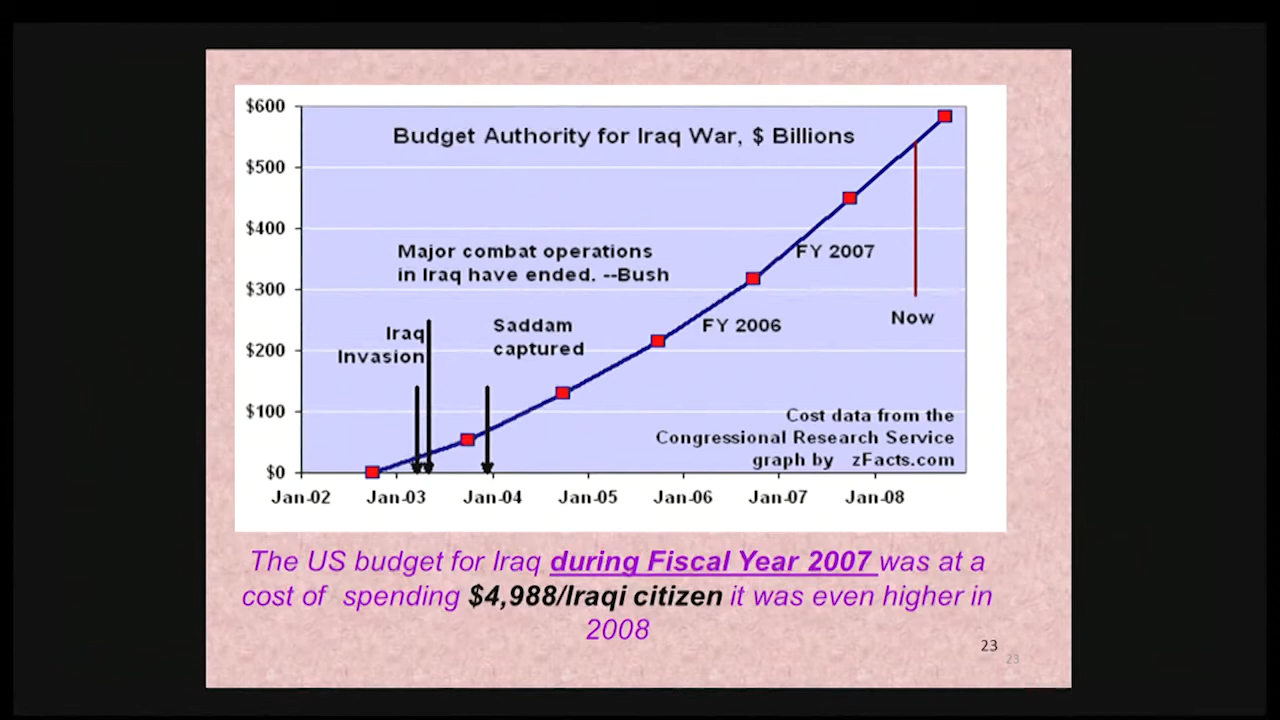 Budget Authority for Iraq War, $ Billions
$600
$500
$400
$300
$200
$100
$0
Major combat operations
in Iraq have ended. --Bush
Iraq
Invasion
Saddam
captured
FY 2006
FY 2007
Now
Cost data from the
Congressional Research Service
graph by zFacts.com
Jan-02 Jan-03 Jan-04 Jan-05 Jan-06 Jan-07 Jan-08
The US budget for Iraq during Fiscal Year 2007 was at a
cost of spending $4,988/Iraqi citizen it was even higher in
2008
23
23